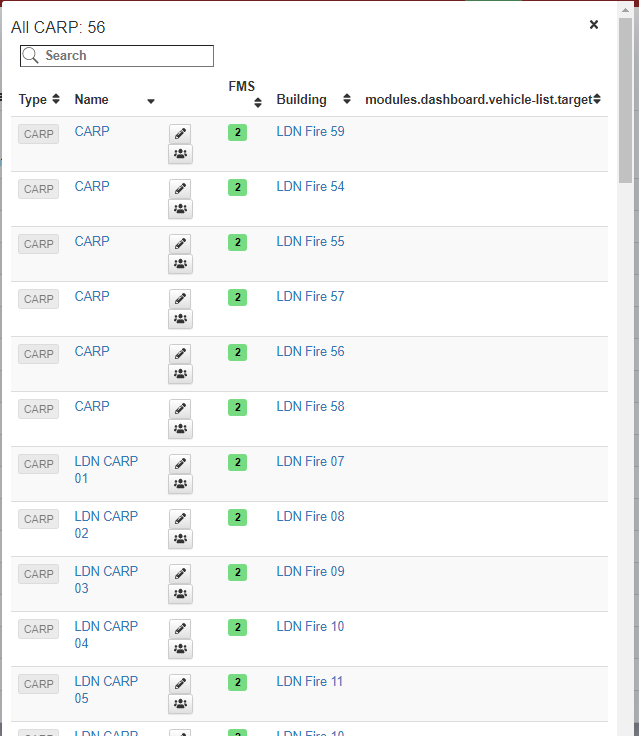 All CARP: 56
Search
Type Name FMS Building modules.dashboard.vehicle-list.target
CARP CARP 2 LDN Fire 59
CARP CARP 2 LDN Fire 54
CARP CARP 2 LDN Fire 55
CARP CARP 2 LDN Fire 57
CARP CARP 2 LDN Fire 56
CARP CARP 2 LDN Fire 58
CARP LDN CARP 2 LDN Fire 07
01
CARP LDN CARP 2 LDN Fire 08
02
CARP LDN CARP 2 LDN Fire 09
03
CARP LDN CARP 2 LDN Fire 10
04
CARP LDN CARP 2 LDN Fire 11
05
LDN CARP 2 LDN Fire